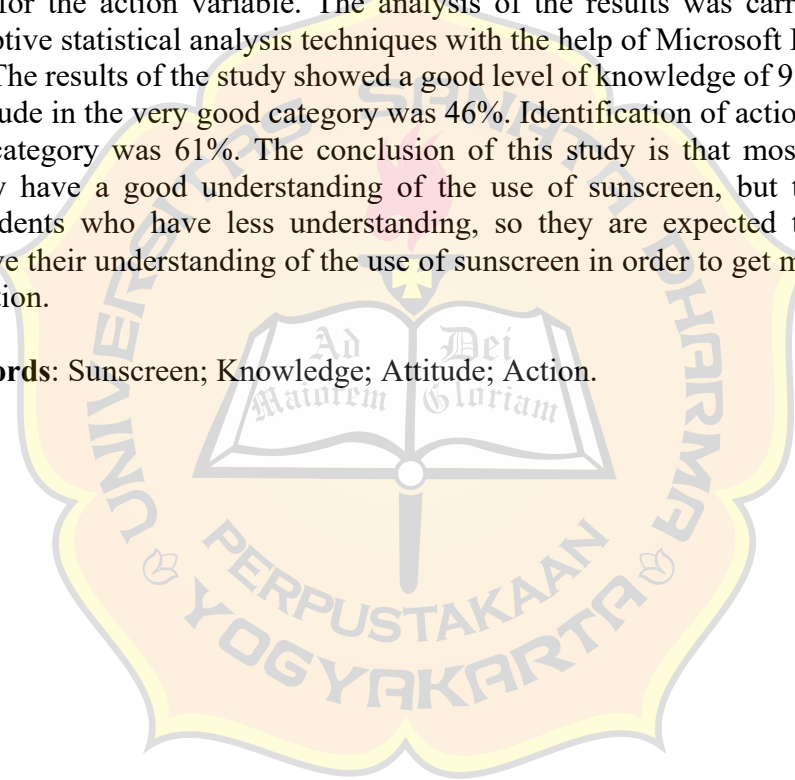 for the action variable. The analysis of the results was carr
ptive statistical analysis techniques with the help of Microsoft
The results of the study showed a good level of knowledge of 9
ude in the very good category was 46%. Identification of actio
category was 61%. The conclusion of this study is that mos
y have a good understanding of the use of sunscreen, but t
dents who have less understanding, so they are expected t
ve their understanding of the use of sunscreen in order to get m
tion.
ords: Sunscreen; Knowledge; Attitude; Action.
UNIVERSITAS SANATA DHARMA
Ad Dei
Maiorem Gloriam
PERPUSTAKAAN
YOGYAKARTA